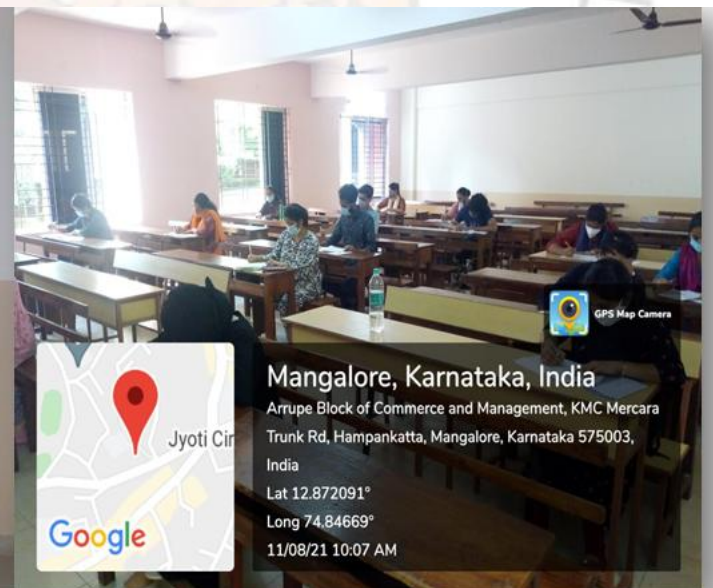 GPS Map Camera
Mangalore, Karnataka, India
Arrupe Block of Commerce and Management, KMC Mercara
Trunk Rd, Hampankatta, Mangalore, Karnataka 575003,
India
Lat 12.872091°
Long 74.84669°
11/08/21 10:07 AM
Jyoti Cir
Google